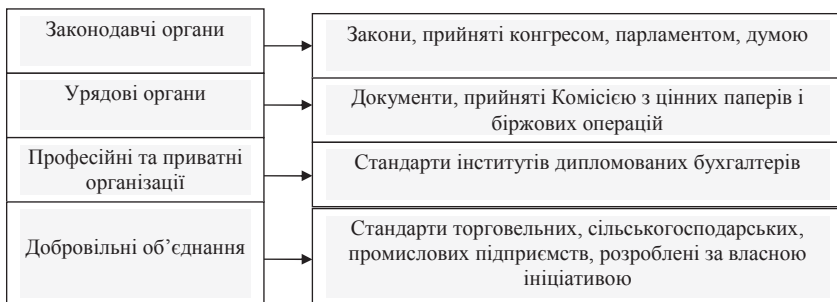 Законодавчі органи
Закони, прийняті конгресом, парламентом, думою
Урядові органи
Документи, прийняті Комісією з цінних паперів і
біржових операцій
Професійні та приватні
організації
Стандарти інститутів дипломованих бухгалтерів
Добровільні об’єднання
Стандарти торговельних, сільськогосподарських,
промислових підприємств, розроблені за власною
ініціативою